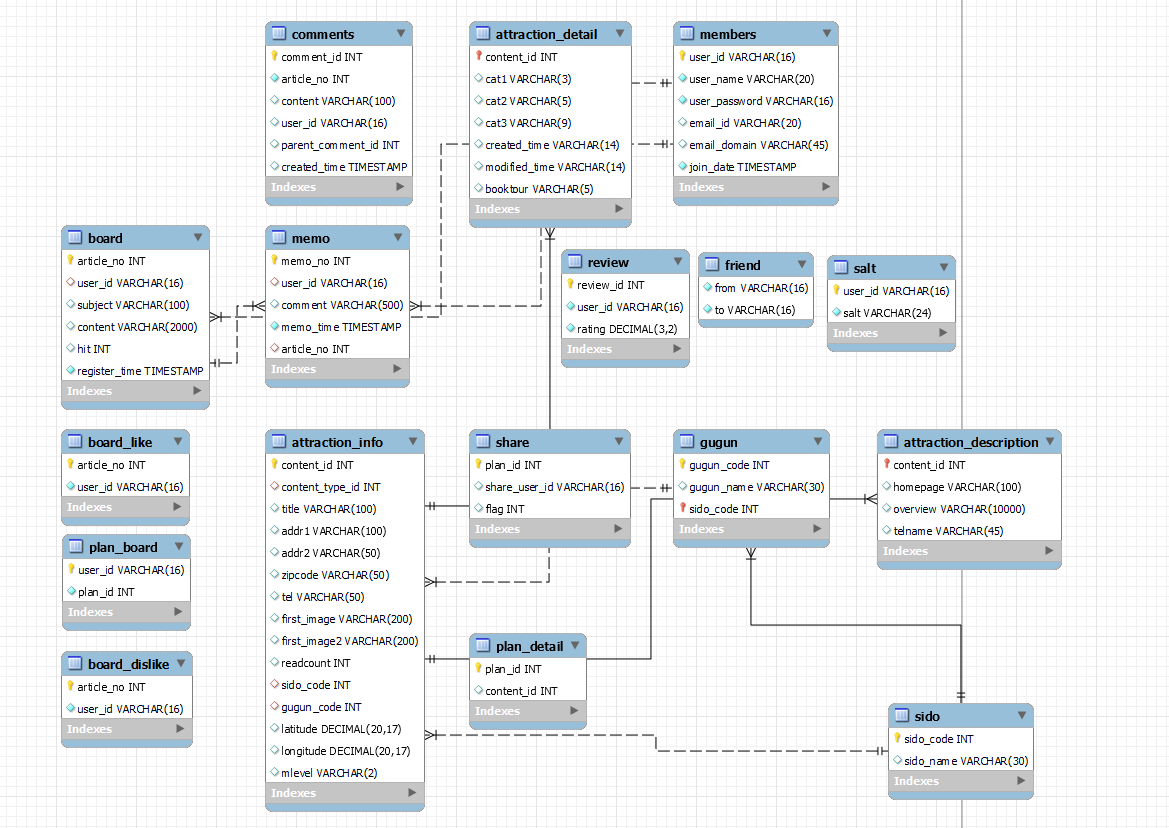 comments
comment_id INT
article_no INT
content VARCHAR(100)
user_id VARCHAR(16)
parent_comment_id INT
created_time TIMESTAMP
Indexes
attraction_detail
content_id INT
cat1 VARCHAR(3)
cat2 VARCHAR(5)
cat3 VARCHAR(9)
created_time VARCHAR(14)
modified_time VARCHAR(14)
booktour VARCHAR(5)
Indexes
members
user_id VARCHAR(16)
user_name VARCHAR(20)
user_password VARCHAR(16)
email_id VARCHAR(20)
email_domain VARCHAR(45)
join_date TIMESTAMP
Indexes
board
article_no INT
user_id VARCHAR(16)
subject VARCHAR(100)
content VARCHAR(2000)
hit INT
register_time TIMESTAMP
Indexes
memo
memo_no INT
user_id VARCHAR(16)
comment VARCHAR(500)
memo_time TIMESTAMP
article_no INT
Indexes
review
review_id INT
user_id VARCHAR(16)
rating DECIMAL(3,2)
Indexes
friend
from VARCHAR(16)
to VARCHAR(16)
salt
user_id VARCHAR(16)
salt VARCHAR(24)
Indexes
board_like
article_no INT
user_id VARCHAR(16)
Indexes
plan_board
user_id VARCHAR(16)
plan_id INT
Indexes
board_dislike
article_no INT
user_id VARCHAR(16)
Indexes
attraction_info
content_id INT
content_type_id INT
title VARCHAR(100)
addr1 VARCHAR(100)
addr2 VARCHAR(50)
zipcode VARCHAR(50)
tel VARCHAR(50)
first_image VARCHAR(200)
first_image2 VARCHAR(200)
readcount INT
sido_code INT
gugun_code INT
latitude DECIMAL(20,17)
longitude DECIMAL(20,17)
mlevel VARCHAR(2)
Indexes
share
plan_id INT
share_user_id VARCHAR(16)
flag INT
Indexes
plan_detail
plan_id INT
content_id INT
Indexes
gugun
gugun_code INT
gugun_name VARCHAR(30)
sido_code INT
Indexes
attraction_description
content_id INT
homepage VARCHAR(100)
overview VARCHAR(10000)
telname VARCHAR(45)
Indexes
sido
sido_code INT
sido_name VARCHAR(30)
Indexes